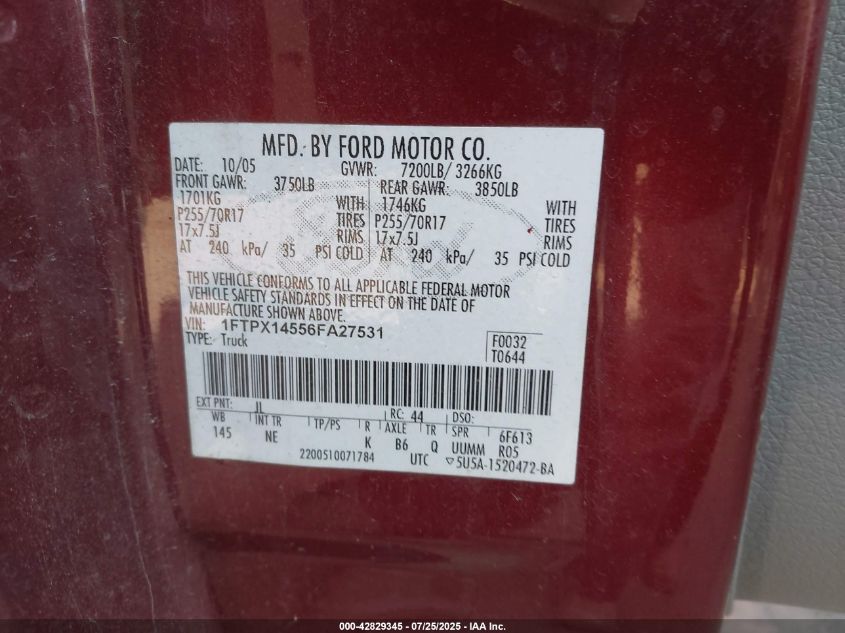 MFD. BY FORD MOTOR CO.
DATE: 10/05 GVWR: 7200LB/ 3266KG
FRONT GAWR: 3750LB REAR GAWR: 3850LB
1701KG WITH 1746KG WITH
P255/70R17 TIRES P255/70R17 TIRES
17x7.5J RIMS 17x7.5J RIMS
AT 240 kPa/ 35 PSI COLD AT 240 kPa/ 35 PSI COLD
THIS VEHICLE CONFORMS TO ALL APPLICABLE FEDERAL MOTOR
VEHICLE SAFETY STANDARDS IN EFFECT ON THE DATE OF
MANUFACTURE SHOWN ABOVE.
VIN: 1FTPX14556FA27531
TYPE: Truck
F0032
T0644
EXT PNT: JL RC: 44 DSO:
WB INT TR TP/PS R AXLE TR SPR 6F613
145 NE K B6 Q UUMM R05
2200510071784 UTC ▽5U5A-1520472-BA
000-42829345 - 07/25/2025 - IAA Inc.